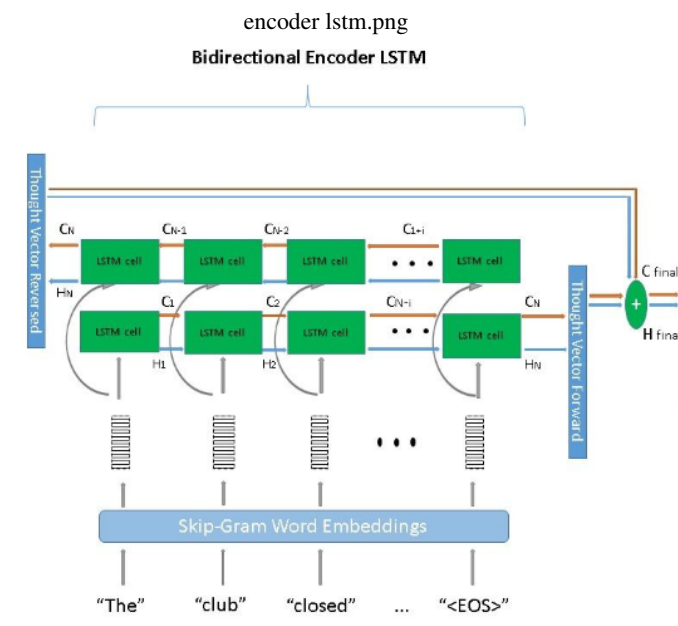 encoder lstm.png
Bidirectional Encoder LSTM
Thought Vector Reversed
CN
CN-1
CN-2
C1+i
LSTM cell
LSTM cell
LSTM cell
• • •
LSTM cell
C final
HN
C1
C2
CN-i
CN
+
LSTM cell
LSTM cell
LSTM cell
• • •
LSTM cell
H fina
H1
H2
HN
Thought Vector Forward
• • •
Skip-Gram Word Embeddings
“The”
“club”
“closed”
...
“<EOS>”